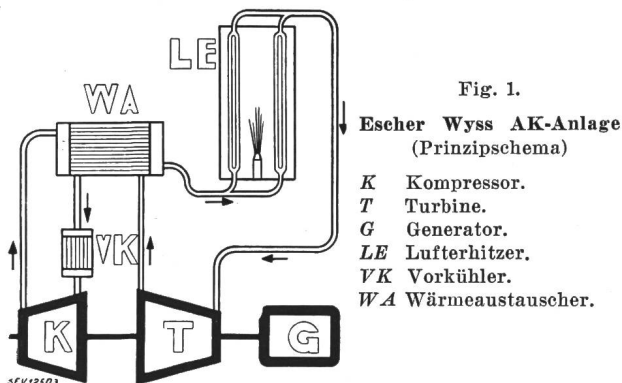 LE
WA
VK
K
T
G
Fig. 1.
Escher Wyss AK-Anlage
(Prinzipschema)
K Kompressor.
T Turbine.
G Generator.
LE Lufterhitzer.
VK Vorkühler.
WA Wärmeaustauscher.